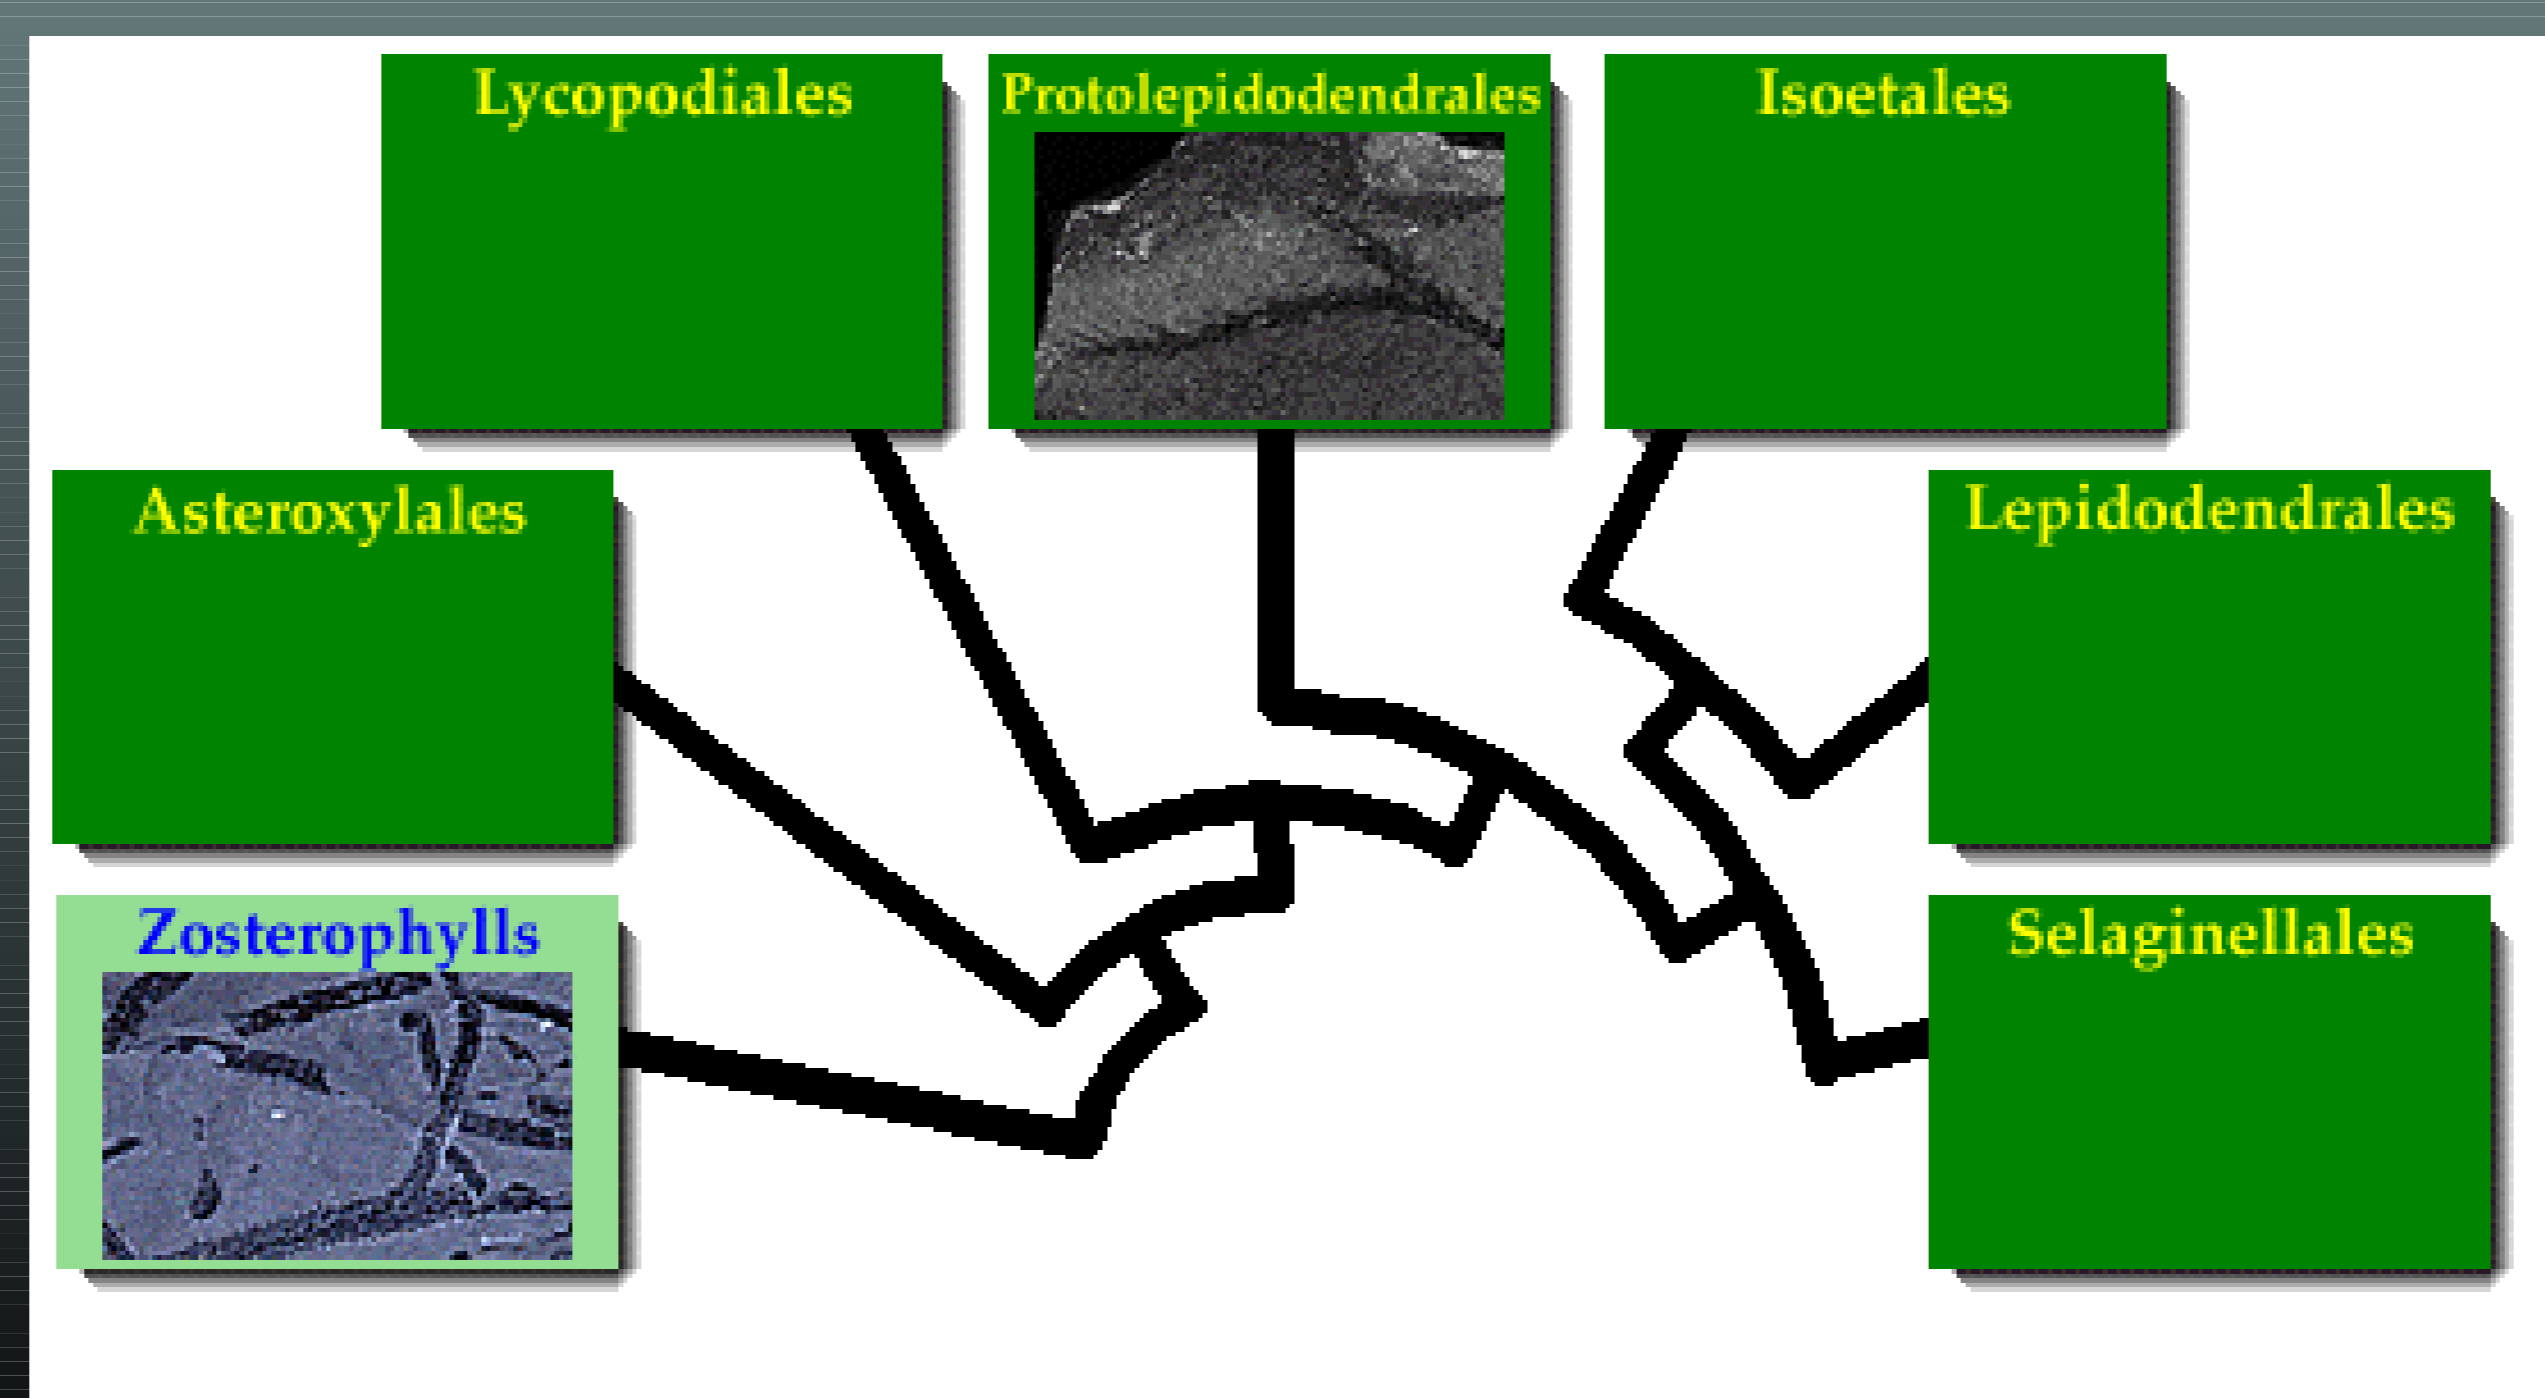 Lycopodiales
Protolepidodendrales
Isoetales
Asteroxylales
Lepidodendrales
Zosterophylls
Selaginellales